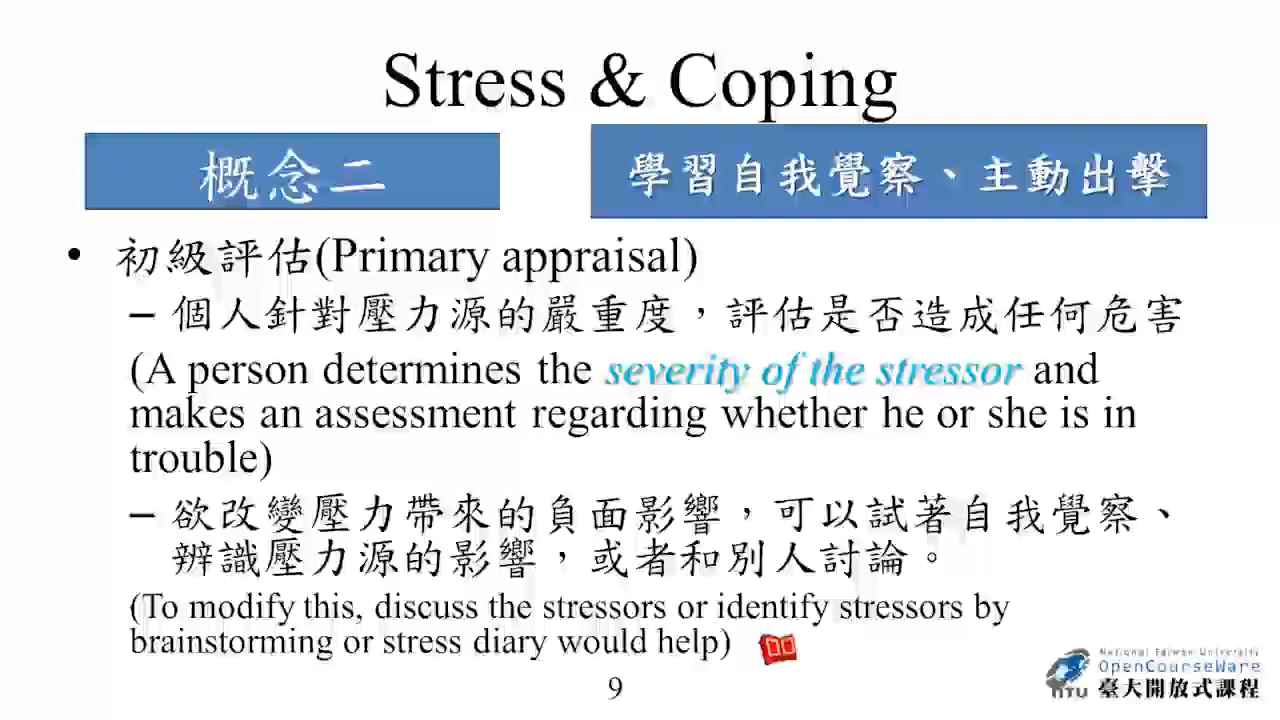 Stress & Coping
概念二
學習自我覺察、主動出擊
• 初級評估(Primary appraisal)
– 個人針對壓力源的嚴重度，評估是否造成任何危害
(A person determines the severity of the stressor and
makes an assessment regarding whether he or she is in
trouble)
– 欲改變壓力帶來的負面影響，可以試著自我覺察、
辨識壓力源的影響，或者和別人討論。
(To modify this, discuss the stressors or identify stressors by
brainstorming or stress diary would help)
9
National Taiwan University
OpenCourseWare
NTU 臺大開放式課程